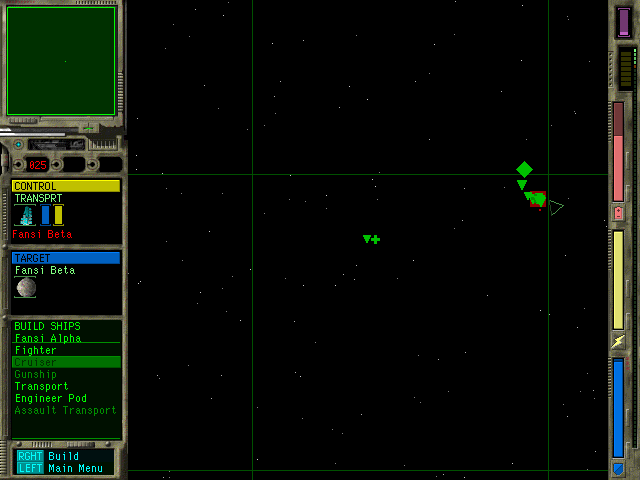 025
CONTROL
TRANSPRT
Fansi Beta
TARGET
Fansi Beta
BUILD SHIPS
Fansi Alpha
Fighter
Cruiser
Gunship
Transport
Engineer Pod
Assault Transport
RGHT Build
LEFT Main Menu